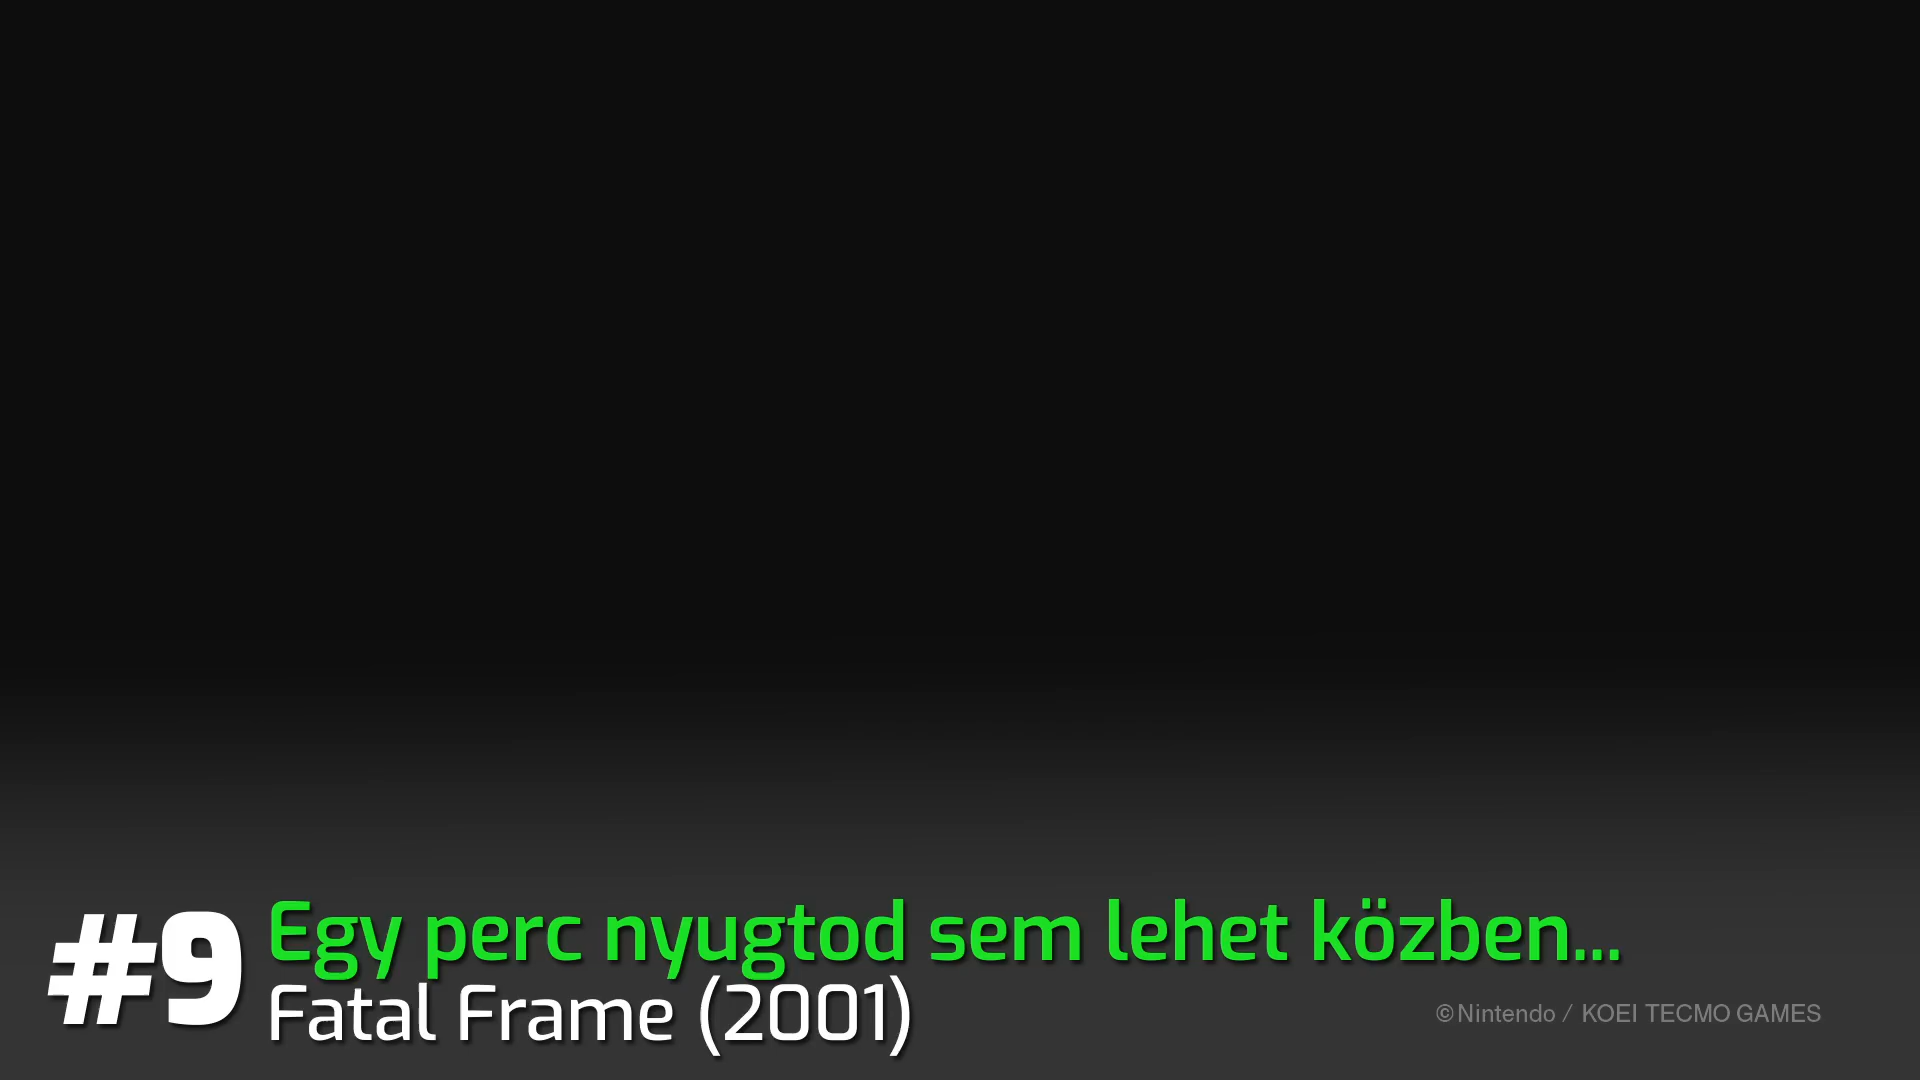 #9
Egy perc nyugtod sem lehet közben...
Fatal Frame (2001)
©Nintendo / KOEI TECMO GAMES